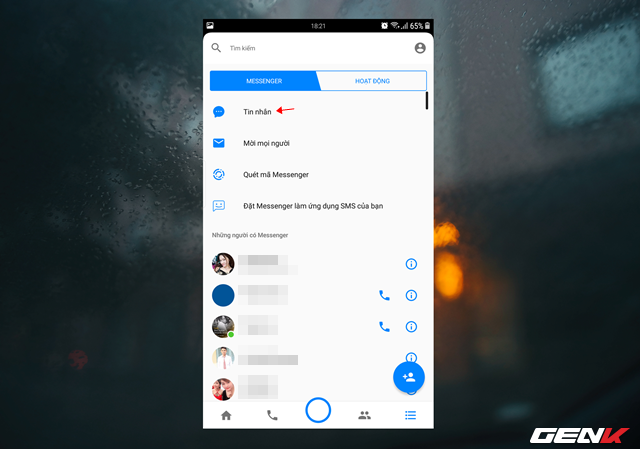 18:21
65%
Tìm kiếm
MESSENGER
HOẠT ĐỘNG
Tin nhắn
Mời mọi người
Quét mã Messenger
Đặt Messenger làm ứng dụng SMS của bạn
Những người có Messenger
GENK